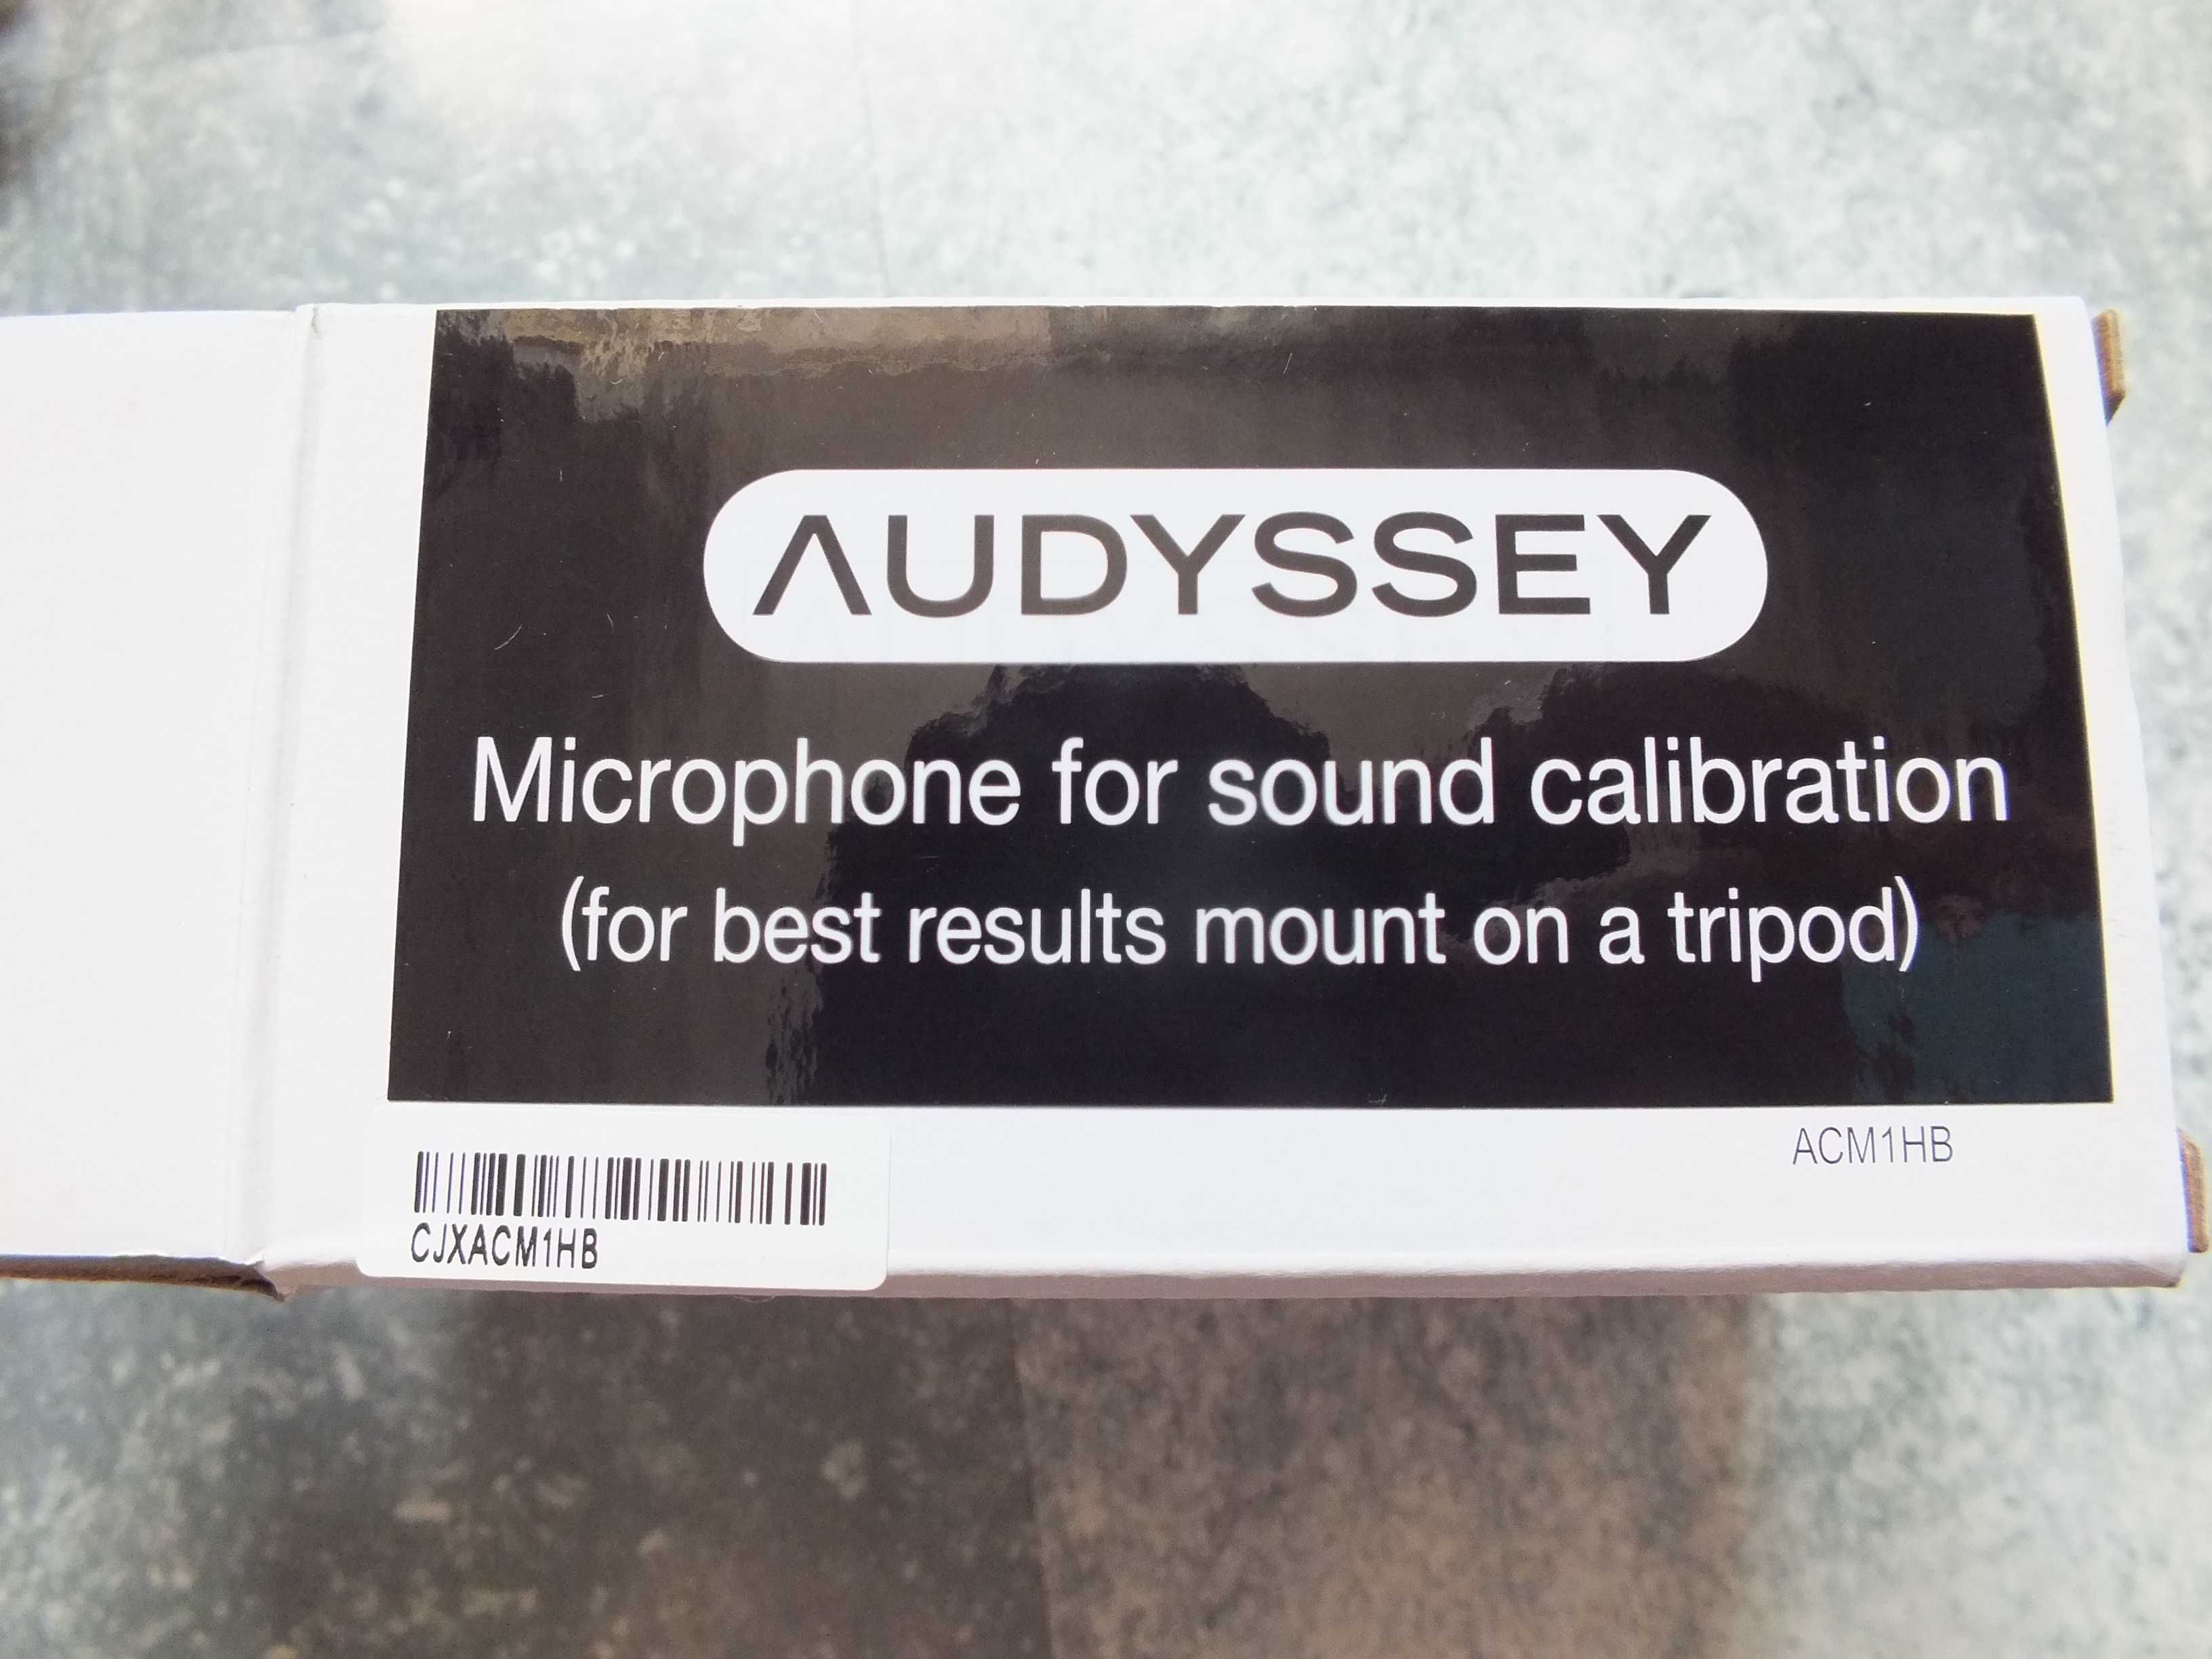 AUDYSSEY
Microphone for sound calibration
(for best results mount on a tripod)
ACM1HB
CJXACM1HB